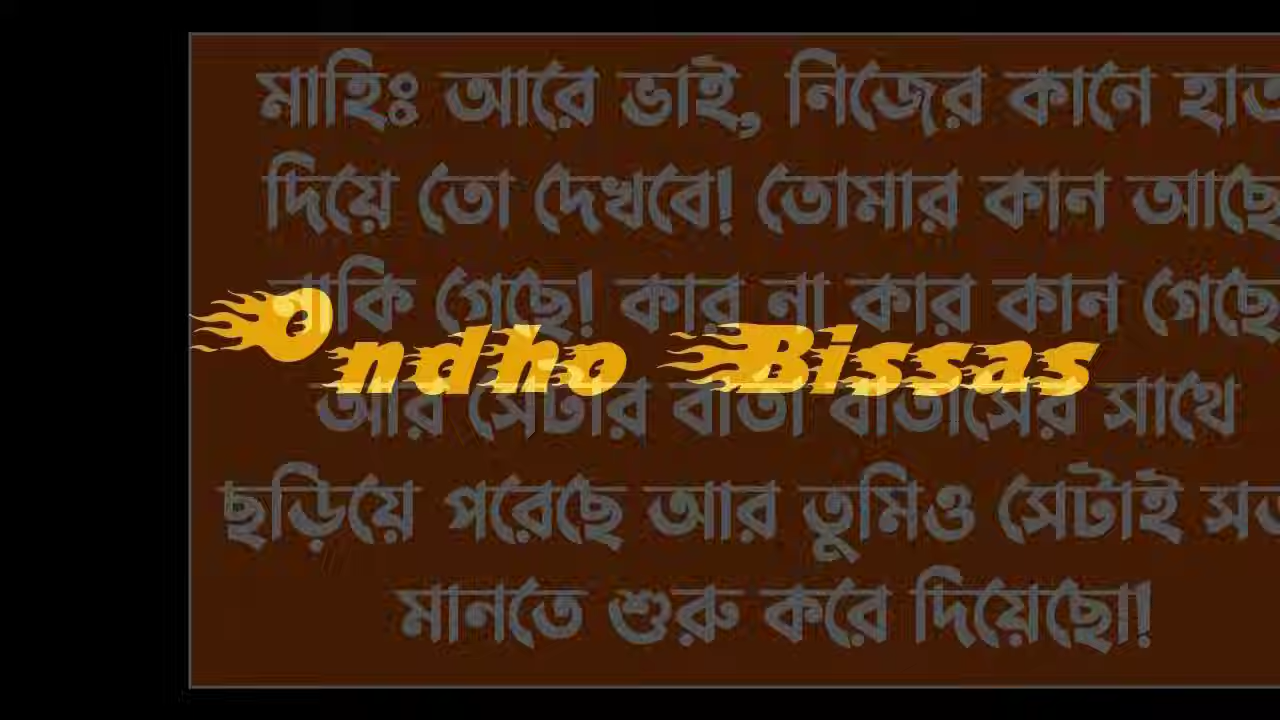 মাহিঃ আরে ভাই, নিজের কানে হাত
দিয়ে তো দেখবে! তোমার কান আছে
নাকি গেছে! কার না কার কান গেছে
Ondho Bissas
আর সেটার বার্তা বাতাসের সাথে
ছড়িয়ে পরেছে আর তুমিও সেটাই
মানতে শুরু করে দিয়েছো!